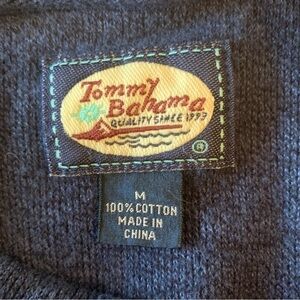 Tommy
Bahama
QUALITY SINCE 1993
®
M
100% COTTON
MADE IN
CHINA